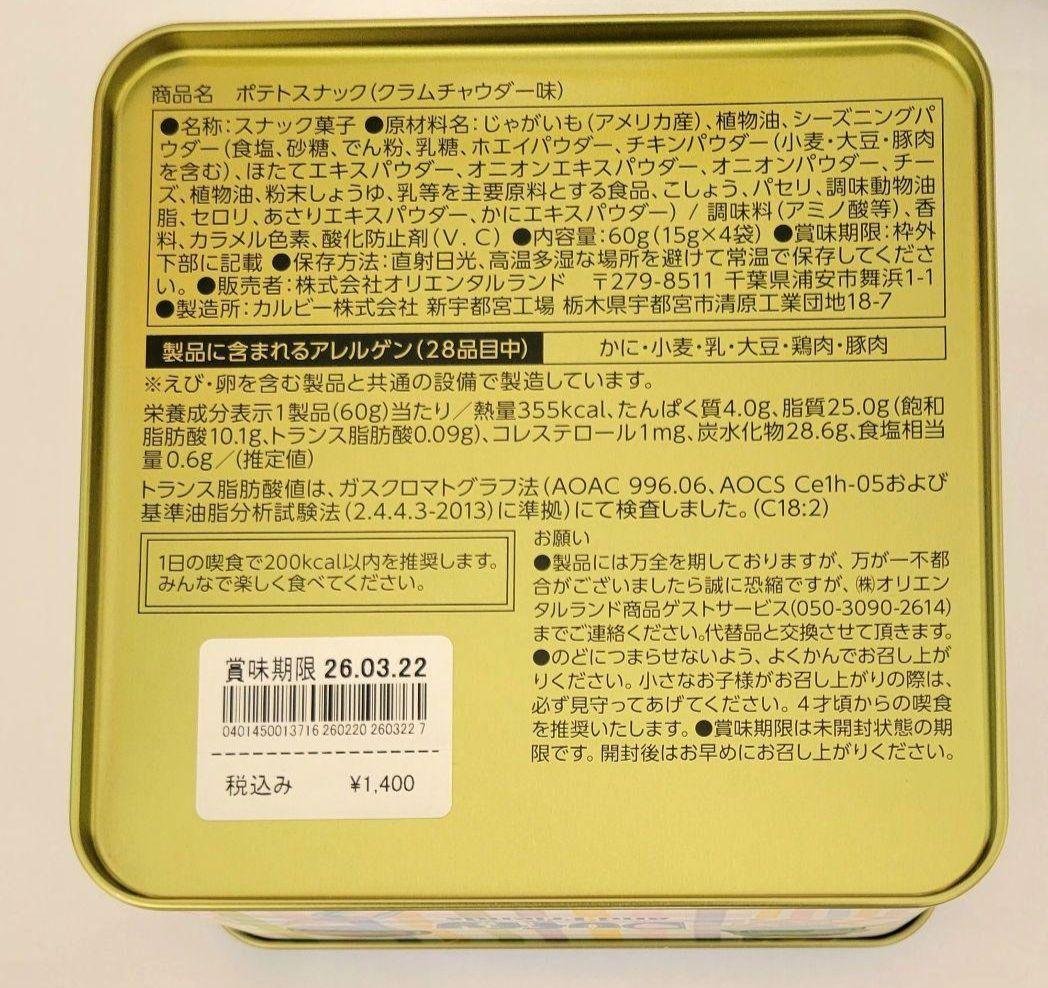 商品名　ポテトスナック(クラムチャウダー味)
●名称:スナック菓子 ●原材料名:じゃがいも(アメリカ産)、植物油、シーズニングパ
ウダー(食塩、砂糖、でん粉、乳糖、ホエイパウダー、チキンパウダー(小麦・大豆・豚肉
を含む)、ほたてエキスパウダー、オニオンエキスパウダー、オニオンパウダー、チー
ズ、植物油、粉末しょうゆ、乳等を主要原料とする食品、こしょう、パセリ、調味動物油
脂、セロリ、あさりエキスパウダー、かにエキスパウダー) / 調味料(アミノ酸等)、香
料、カラメル色素、酸化防止剤(V.C) ●内容量:60g(15g×4袋) ●賞味期限:枠外
下部に記載 ●保存方法:直射日光、高温多湿な場所を避けて常温で保存してくださ
い。●販売者:株式会社オリエンタルランド　〒279-8511 千葉県浦安市舞浜1-1
●製造所:カルビー株式会社 新宇都宮工場 栃木県宇都宮市清原工業団地18-7
製品に含まれるアレルゲン(28品目中)　かに・小麦・乳・大豆・鶏肉・豚肉
※えび・卵を含む製品と共通の設備で製造しています。
栄養成分表示1製品(60g)当たり/熱量355kcal、たんぱく質4.0g、脂質25.0g(飽和
脂肪酸10.1g、トランス脂肪酸0.09g)、コレステロール1mg、炭水化物28.6g、食塩相当
量0.6g/(推定値)
トランス脂肪酸値は、ガスクロマトグラフ法(AOAC 996.06、AOCS Ce1h-05および
基準油脂分析試験法(2.4.4.3-2013)に準拠)にて検査しました。(C18:2)
1日の喫食で200kcal以内を推奨します。
みんなで楽しく食べてください。
お願い
●製品には万全を期しておりますが、万が一不都
合がございましたら誠に恐縮ですが、㈱オリエン
タルランド商品ゲストサービス(050-3090-2614)
までご連絡ください。代替品と交換させて頂きます。
●のどにつまらせないよう、よくかんでお召し上が
りください。小さなお子様がお召し上がりの際は、
必ず見守ってあげてください。4才頃からの喫食
を推奨いたします。●賞味期限は未開封状態の期
限です。開封後はお早めにお召し上がりください。
賞味期限 26.03.22
0401450013716 260220 260322 7
税込み　¥1,400